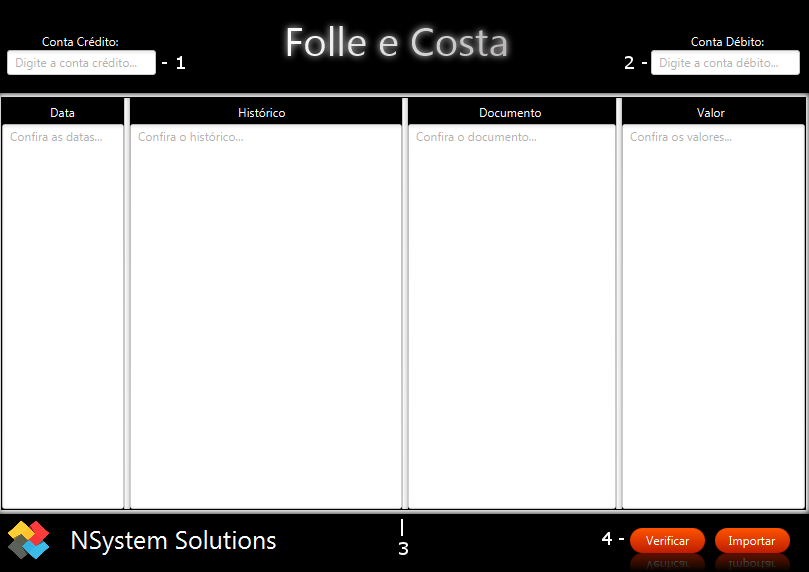 Folle e Costa
Conta Crédito:
Digite a conta crédito... - 1
Conta Débito:
2 - Digite a conta débito...
Data
Histórico
Documento
Valor
Confira as datas...
Confira o histórico...
Confira o documento...
Confira os valores...
NSystem Solutions
3
4 - Verificar
Importar